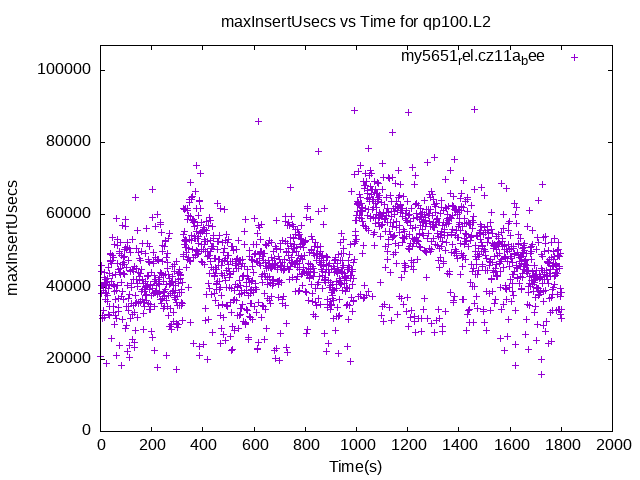 maxInsertUsecs vs Time for qp100.L2
my5651rel.cz11abee
100000
80000
60000
40000
20000
0
maxInsertUsecs
0 200 400 600 800 1000 1200 1400 1600 1800 2000
Time(s)